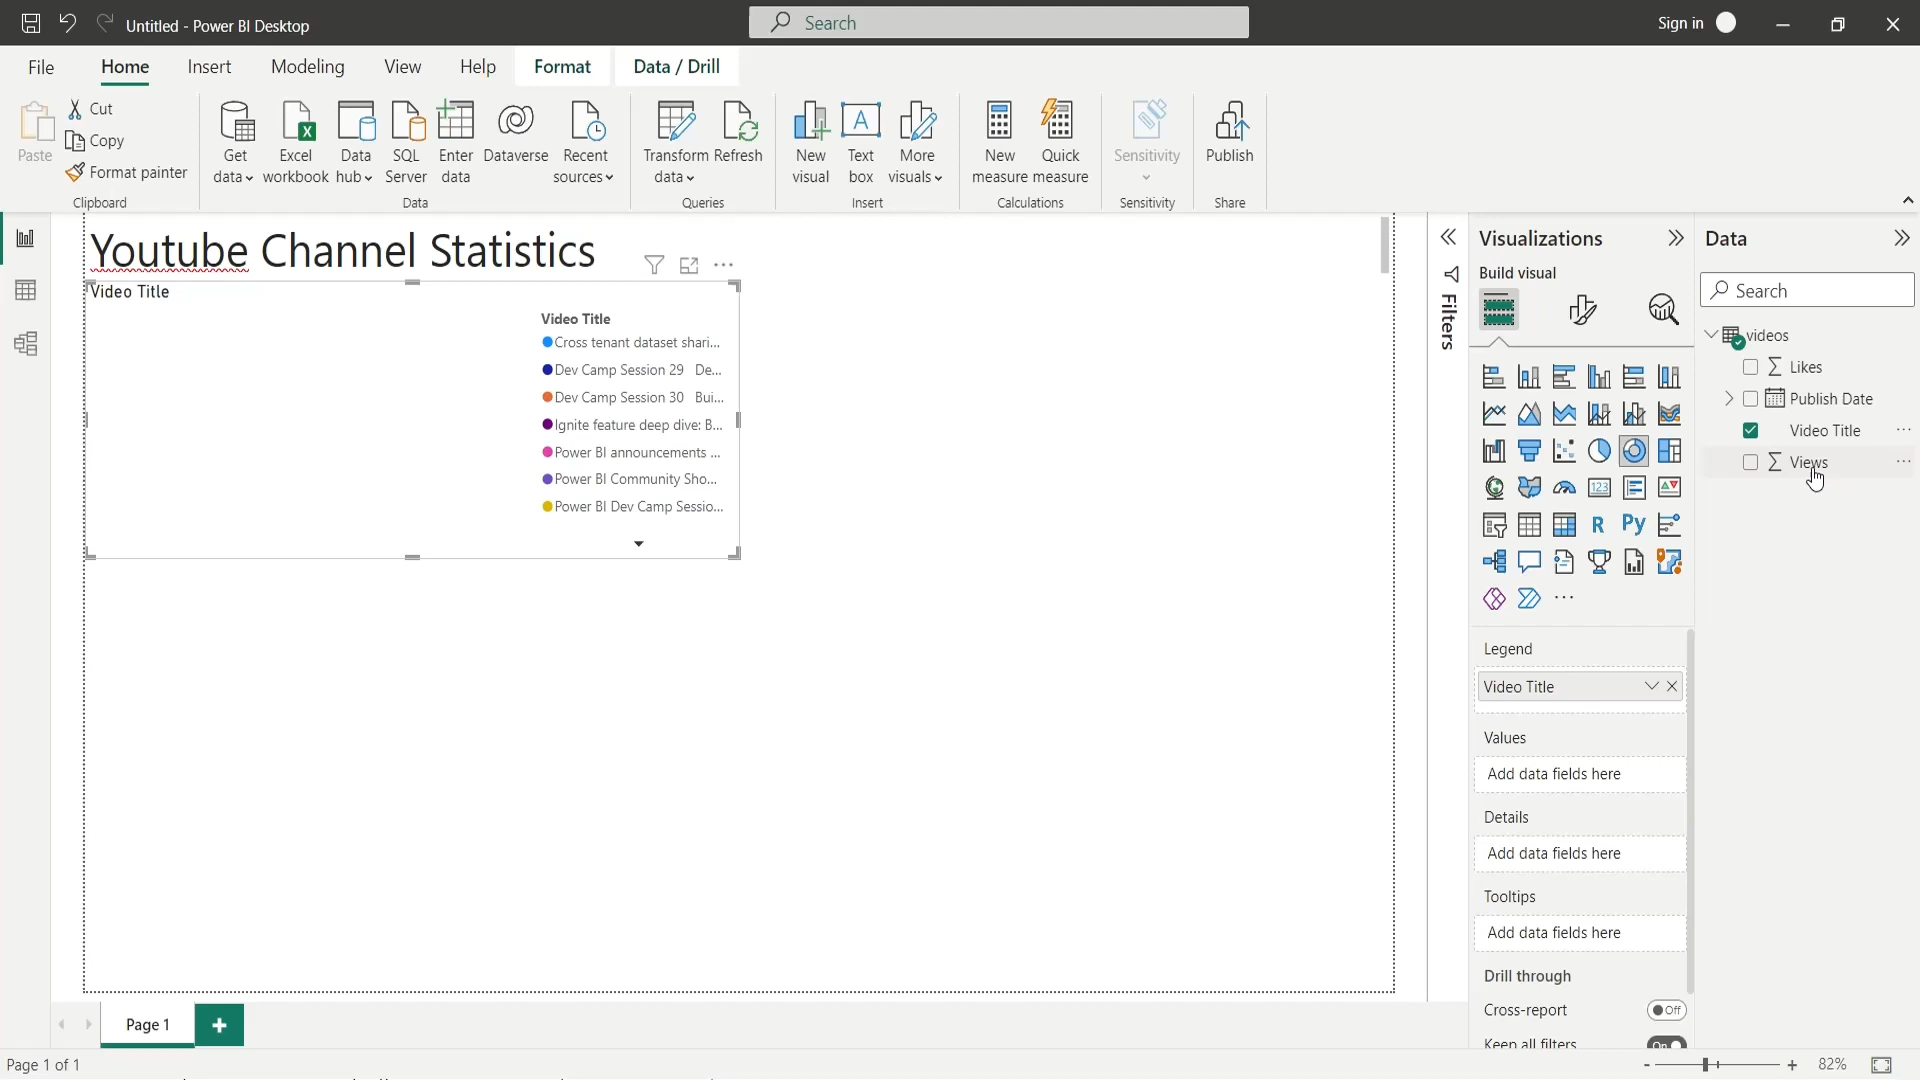 Untitled - Power BI Desktop
Search
Sign in
File
Home
Insert
Modeling
View
Help
Format
Data / Drill
Paste
Cut
Copy
Format painter
Clipboard
Get data
Excel workbook
Data hub
SQL Server
Enter data
Dataverse
Recent sources
Data
Transform data
Refresh
Queries
New visual
Text box
More visuals
Insert
New measure
Quick measure
Calculations
Sensitivity
Sensitivity
Publish
Share
Youtube Channel Statistics
Video Title
Video Title
Cross tenant dataset shari...
Dev Camp Session 29 De...
Dev Camp Session 30 Bui...
Ignite feature deep dive: B...
Power BI announcements ...
Power BI Community Sho...
Power BI Dev Camp Sessio...
Filters
Visualizations
Build visual
123
R
Py
Legend
Video Title
Values
Add data fields here
Details
Add data fields here
Tooltips
Add data fields here
Drill through
Cross-report
Off
Keep all filters
On
Data
Search
videos
Likes
Publish Date
Video Title
Views
Page 1
Page 1 of 1
82%